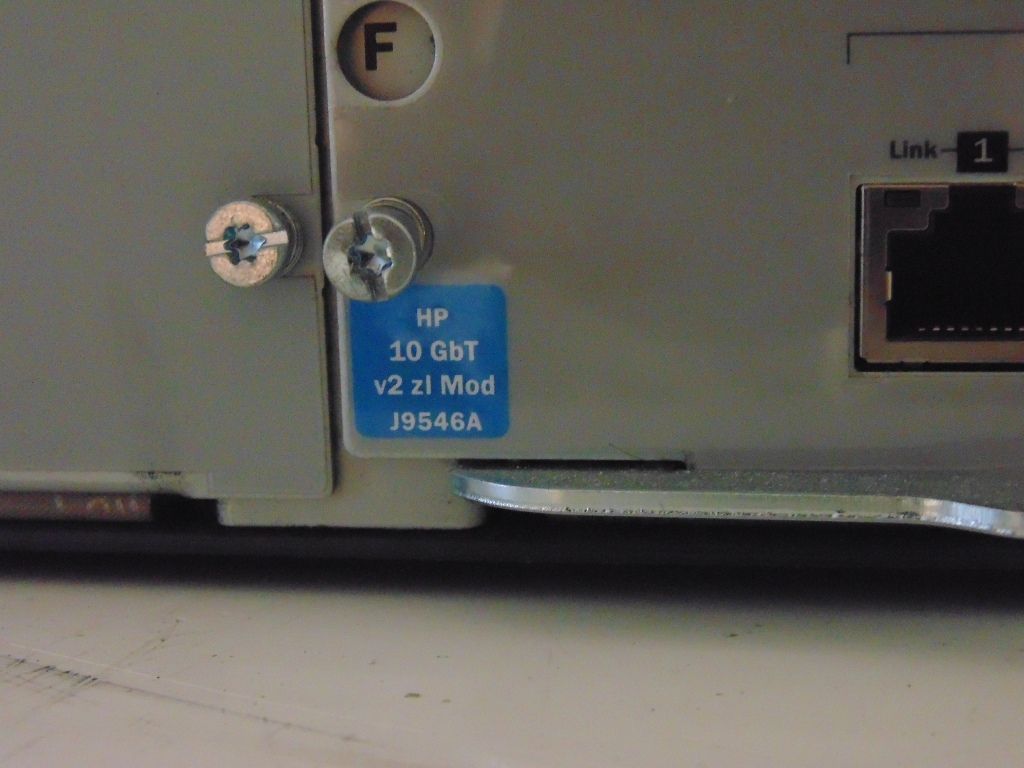 F
Link 1
HP
10 GbT
v2 zl Mod
J9546A